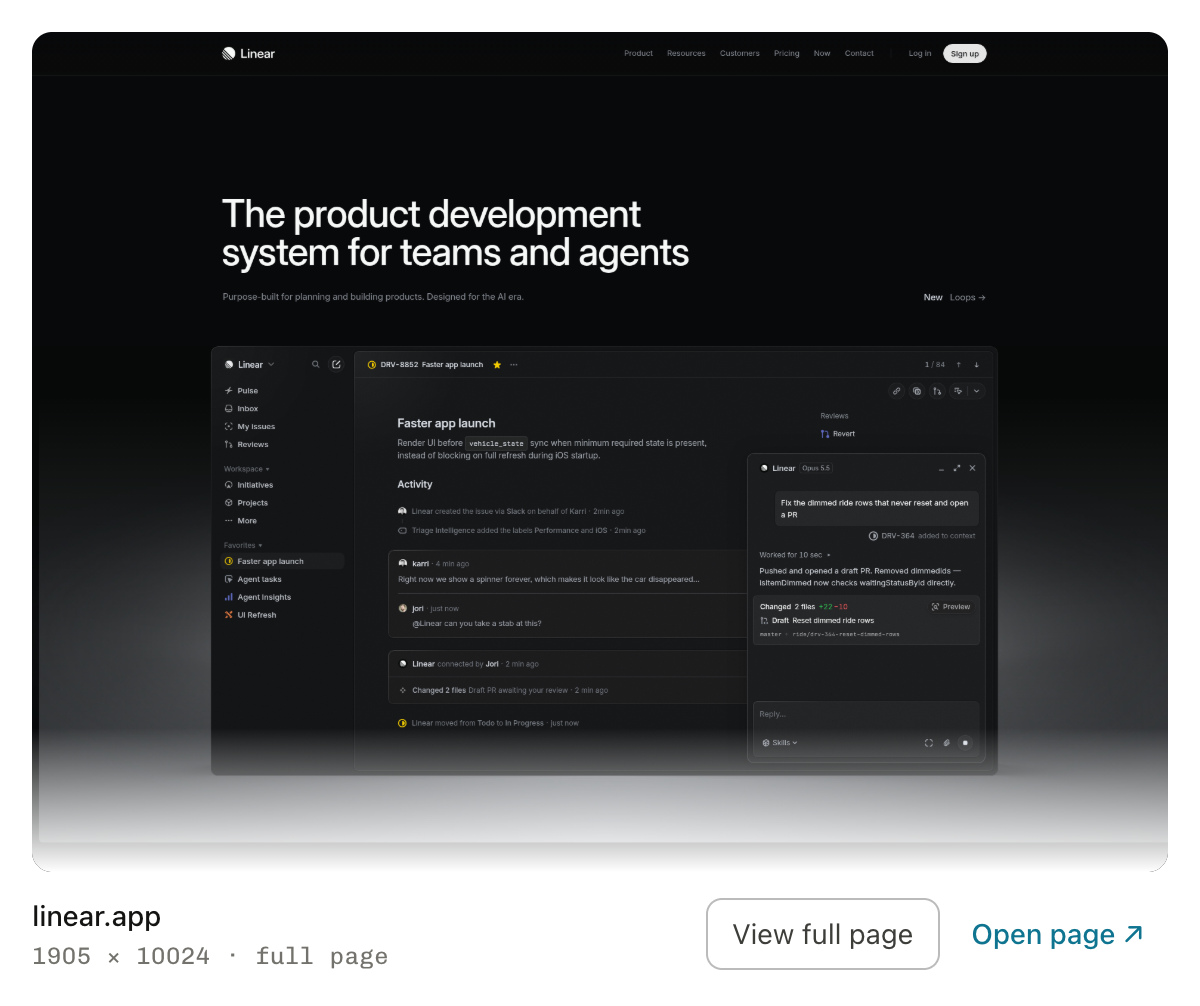 Linear
Product Resources Customers Pricing Now Contact Log in Sign up
The product development
system for teams and agents
Purpose-built for planning and building products. Designed for the AI era.
New Loops →
Linear
Pulse
Inbox
My Issues
Reviews
Workspace
Initiatives
Projects
More
Favorites
Faster app launch
Agent tasks
Agent Insights
UI Refresh
DRV-8852 Faster app launch
1 / 84
Faster app launch
Render UI before vehicle_state sync when minimum required state is present,
instead of blocking on full refresh during iOS startup.
Activity
Linear created the issue via Slack on behalf of Karri · 2min ago
Triage Intelligence added the labels Performance and iOS · 2min ago
karri · 4 min ago
Right now we show a spinner forever, which makes it look like the car disappeared...
jori · just now
@Linear can you take a stab at this?
Linear connected by Jori · 2 min ago
Changed 2 files Draft PR awaiting your review · 2 min ago
Linear moved from Todo to In Progress · just now
Reviews
Revert
Linear Opus 5.5
Fix the dimmed ride rows that never reset and open
a PR
DRV-364 added to context
Worked for 10 sec
Pushed and opened a draft PR. Removed dimmedIds —
isItemDimmed now checks waitingStatusById directly.
Changed 2 files +22 −10 Preview
Draft Reset dimmed ride rows
master · ride/drv-364-reset-dimmed-rows
Reply...
Skills
linear.app
1905 × 10024 · full page
View full page
Open page ↗